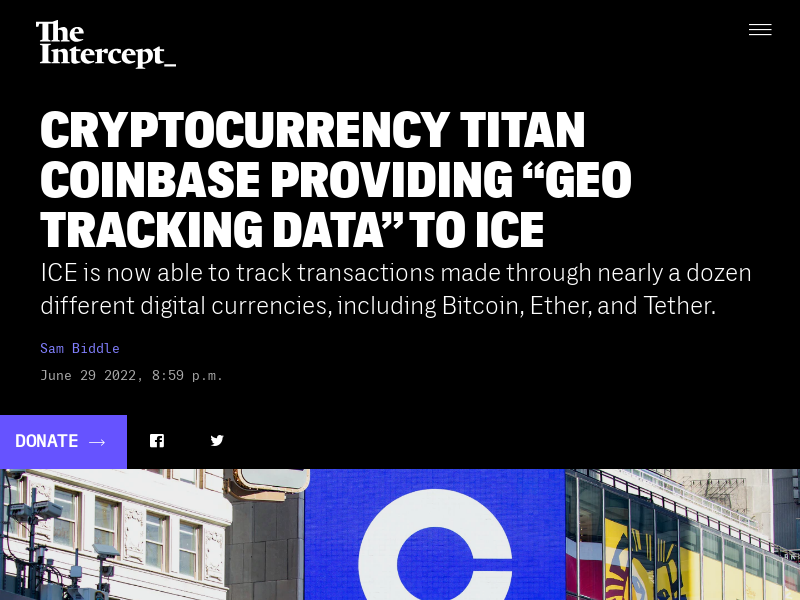 The
Intercept_
CRYPTOCURRENCY TITAN
COINBASE PROVIDING “GEO
TRACKING DATA” TO ICE
ICE is now able to track transactions made through nearly a dozen
different digital currencies, including Bitcoin, Ether, and Tether.
Sam Biddle
June 29 2022, 8:59 p.m.
DONATE →